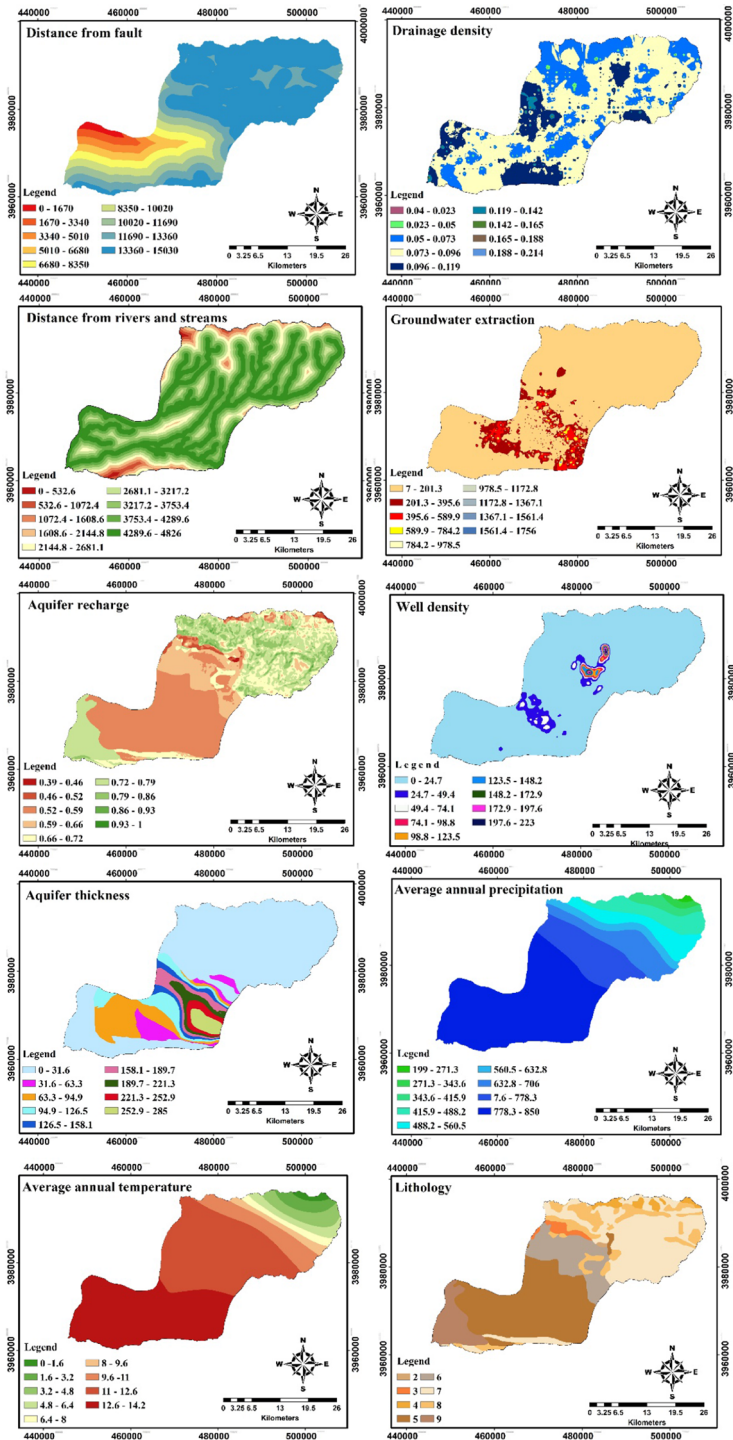 440000 460000 480000 500000
Distance from fault
3980000
3960000
Legend
0 - 1670
1670 - 3340
3340 - 5010
5010 - 6680
6680 - 8350
8350 - 10020
10020 - 11690
11690 - 13360
13360 - 15030
N
W E
S
0 3.25 6.5 13 19.5 26
Kilometers
440000 460000 480000 500000
Drainage density
4000000
3980000
3960000
Legend
0.04 - 0.023
0.023 - 0.05
0.05 - 0.073
0.073 - 0.096
0.096 - 0.119
0.119 - 0.142
0.142 - 0.165
0.165 - 0.188
0.188 - 0.214
N
W E
S
0 3.25 6.5 13 19.5 26
Kilometers
440000 460000 480000 500000
Distance from rivers and streams
3980000
3960000
Legend
0 - 532.6
532.6 - 1072.4
1072.4 - 1608.6
1608.6 - 2144.8
2144.8 - 2681.1
2681.1 - 3217.2
3217.2 - 3753.4
3753.4 - 4289.6
4289.6 - 4826
N
W E
S
0 3.25 6.5 13 19.5 26
Kilometers
440000 460000 480000 500000
Groundwater extraction
3980000
3960000
Legend
7 - 201.3
201.3 - 395.6
395.6 - 589.9
589.9 - 784.2
784.2 - 978.5
978.5 - 1172.8
1172.8 - 1367.1
1367.1 - 1561.4
1561.4 - 1756
N
W E
S
0 3.25 6.5 13 19.5 26
Kilometers
440000 460000 480000 500000
Aquifer recharge
4000000
3980000
3960000
Legend
0.39 - 0.46
0.46 - 0.52
0.52 - 0.59
0.59 - 0.66
0.66 - 0.72
0.72 - 0.79
0.79 - 0.86
0.86 - 0.93
0.93 - 1
N
W E
S
0 3.25 6.5 13 19.5 26
Kilometers
440000 460000 480000 500000
Well density
3980000
3960000
Legend
0 - 24.7
24.7 - 49.4
49.4 - 74.1
74.1 - 98.8
98.8 - 123.5
123.5 - 148.2
148.2 - 172.9
172.9 - 197.6
197.6 - 223
N
W E
S
0 3.25 6.5 13 19.5 26
Kilometers
440000 460000 480000 500000
Aquifer thickness
4000000
3980000
3960000
Legend
0 - 31.6
31.6 - 63.3
63.3 - 94.9
94.9 - 126.5
126.5 - 158.1
158.1 - 189.7
189.7 - 221.3
221.3 - 252.9
252.9 - 285
N
W E
S
0 3.25 6.5 13 19.5 26
Kilometers
440000 460000 480000 500000
Average annual precipitation
3980000
3960000
Legend
199 - 271.3
271.3 - 343.6
343.6 - 415.9
415.9 - 488.2
488.2 - 560.5
560.5 - 632.8
632.8 - 706
7.6 - 778.3
778.3 - 850
N
W E
S
0 3.25 6.5 13 19.5 26
Kilometers
440000 460000 480000 500000
Average annual temperature
3980000
3960000
Legend
0 -1.6
1.6 - 3.2
3.2 - 4.8
4.8 - 6.4
6.4 - 8
8 - 9.6
9.6 -11
11 - 12.6
12.6 - 14.2
N
W E
S
0 3.25 6.5 13 19.5 26
Kilometers
440000 460000 480000 500000
Lithology
4000000
3980000
3960000
Legend
2
3
4
5
6
7
8
9
N
W E
S
0 3.25 6.5 13 19.5 26
Kilometers